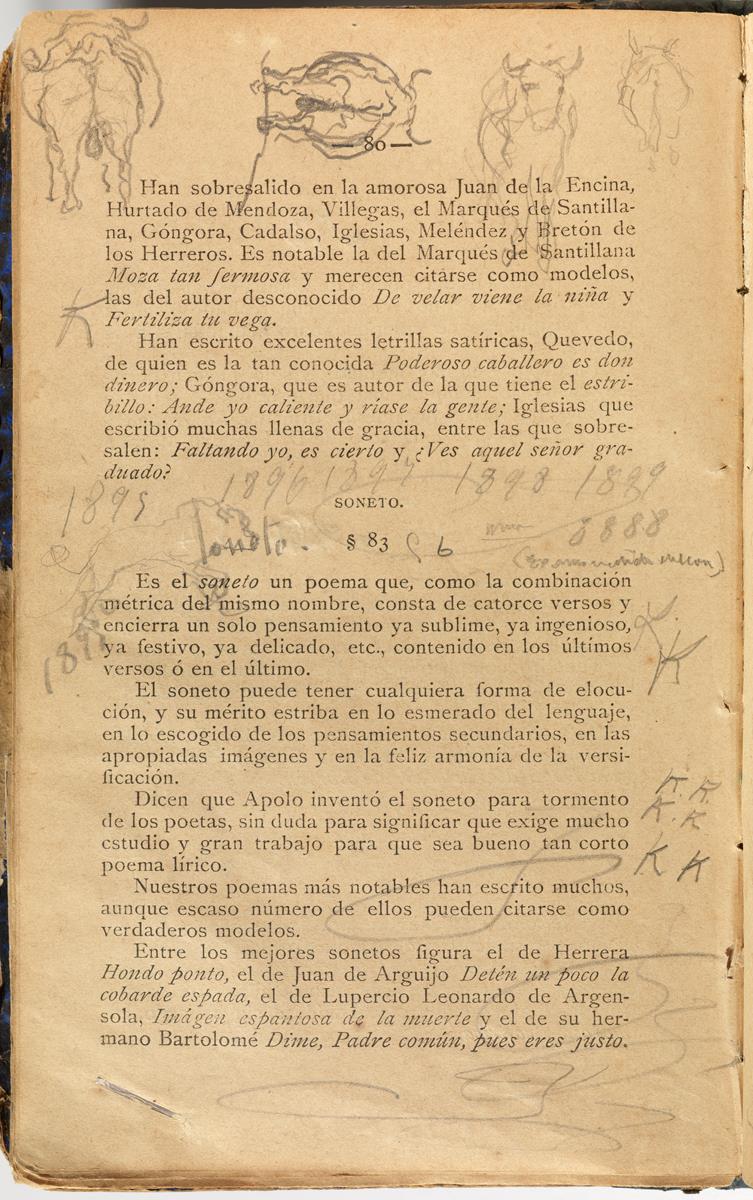 — 80 —
Han sobresalido en la amorosa Juan de la Encina,
Hurtado de Mendoza, Villegas, el Marqués de Santilla-
na, Góngora, Cadalso, Iglesias, Meléndez y Bretón de
los Herreros. Es notable la del Marqués de Santillana
Moza tan fermosa y merecen citarse como modelos,
las del autor desconocido De velar viene la niña y
K
Fertiliza tu vega.
Han escrito excelentes letrillas satíricas, Quevedo,
de quien es la tan conocida Poderoso caballero es don
dinero; Góngora, que es autor de la que tiene el estri-
billo: Ande yo caliente y ríase la gente; Iglesias que
escribió muchas llenas de gracia, entre las que sobre-
salen: Faltando yo, es cierto y ¿Ves aquel señor gra-
duado?
1895 1896 1897 1898 1899
SONETO.
8888
soneto. § 83 6
Es el soneto un poema que, como la combinación
métrica del mismo nombre, consta de catorce versos y
encierra un solo pensamiento ya sublime, ya ingenioso,
K
ya festivo, ya delicado, etc., contenido en los últimos
K
versos ó en el último.
El soneto puede tener cualquiera forma de elocu-
ción, y su mérito estriba en lo esmerado del lenguaje,
en lo escogido de los pensamientos secundarios, en las
apropiadas imágenes y en la feliz armonía de la versi-
ficación.
K. K
Dicen que Apolo inventó el soneto para tormento
K. K
de los poetas, sin duda para significar que exige mucho
estudio y gran trabajo para que sea bueno tan corto
K K
poema lírico.
Nuestros poemas más notables han escrito muchos,
aunque escaso número de ellos pueden citarse como
verdaderos modelos.
Entre los mejores sonetos figura el de Herrera
Hondo ponto, el de Juan de Arguijo Detén un poco la
cobarde espada, el de Lupercio Leonardo de Argen-
sola, Imágen espantosa de la muerte y el de su her-
mano Bartolomé Dime, Padre común, pues eres justo.